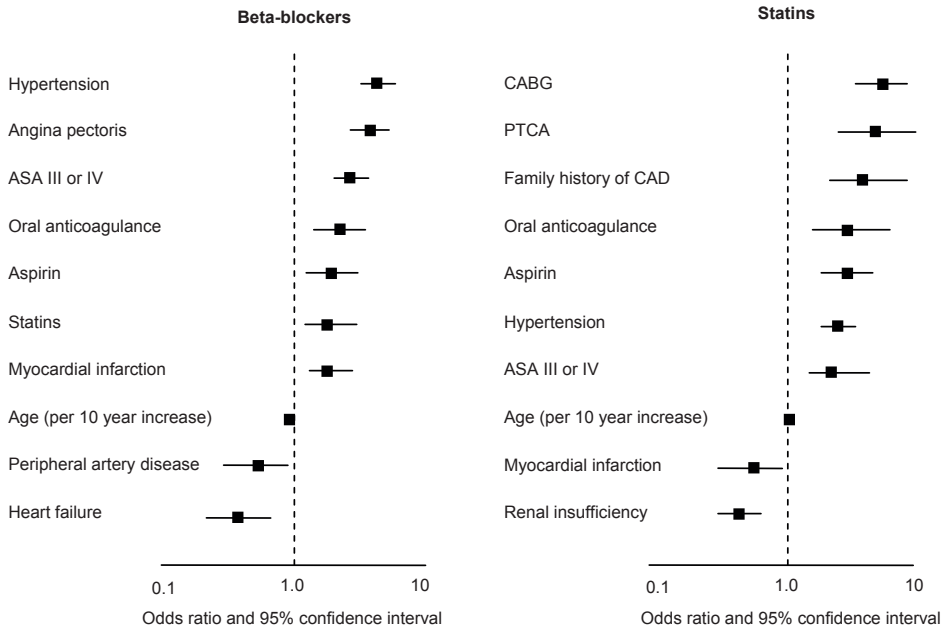 Beta-blockers
Hypertension
Angina pectoris
ASA III or IV
Oral anticoagulance
Aspirin
Statins
Myocardial infarction
Age (per 10 year increase)
Peripheral artery disease
Heart failure
0.1 1.0 10
Odds ratio and 95% confidence interval
Statins
CABG
PTCA
Family history of CAD
Oral anticoagulance
Aspirin
Hypertension
ASA III or IV
Age (per 10 year increase)
Myocardial infarction
Renal insufficiency
0.1 1.0 10
Odds ratio and 95% confidence interval